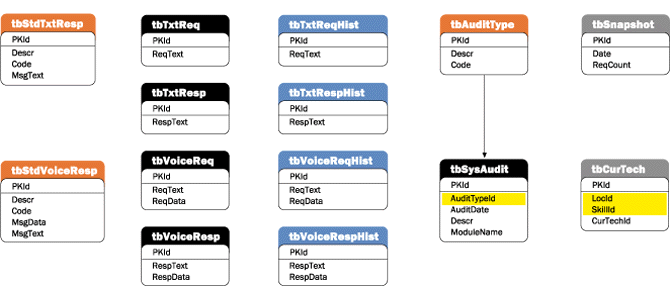 tbStdTxtResp
PKId
Descr
Code
MsgText
tbTxtReq
PKId
ReqText
tbTxtReqHist
PKId
ReqText
tbAuditType
PKId
Descr
Code
tbSnapshot
PKId
Date
ReqCount
tbTxtResp
PKId
RespText
tbTxtRespHist
PKId
RespText
tbStdVoiceResp
PKId
Descr
Code
MsgData
MsgText
tbVoiceReq
PKId
ReqText
ReqData
tbVoiceReqHist
PKId
ReqText
ReqData
tbSysAudit
PKId
AuditTypeId
AuditDate
Descr
ModuleName
tbCurTech
PKId
LocId
SkillId
CurTechId
tbVoiceResp
PKId
RespText
RespData
tbVoiceRespHist
PKId
RespText
RespData